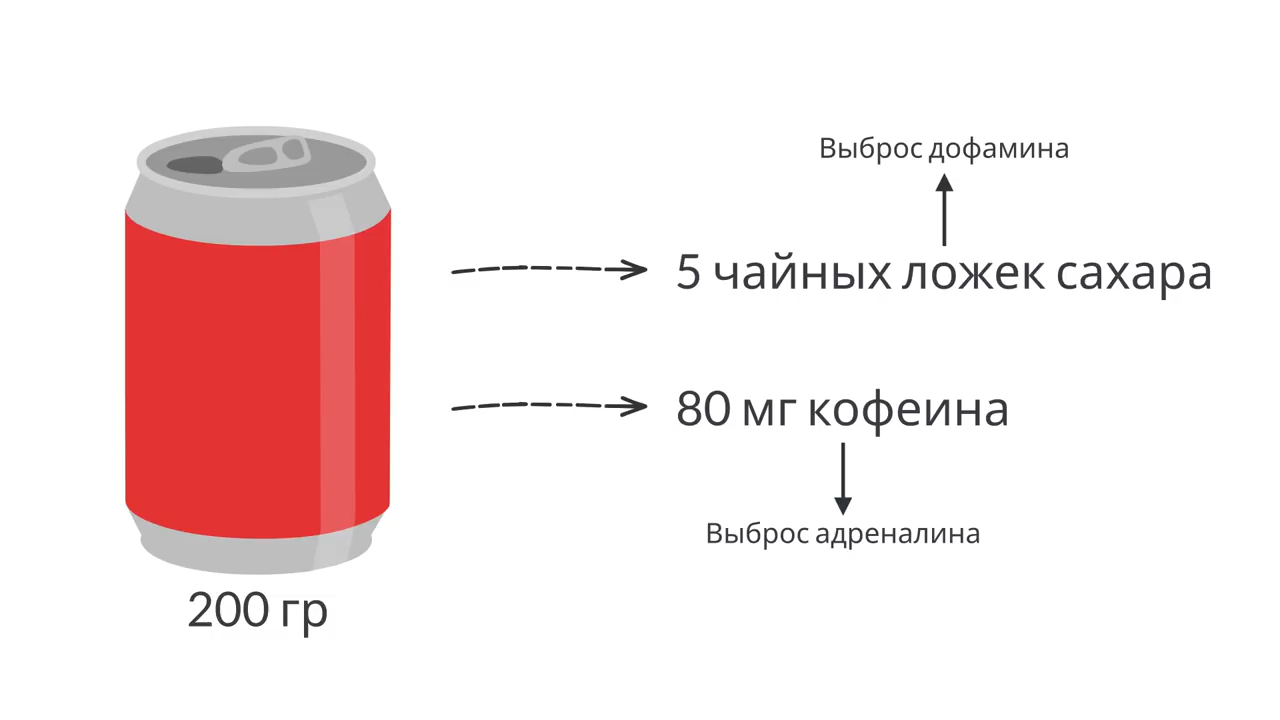 Выброс дофамина
5 чайных ложек сахара
80 мг кофеина
Выброс адреналина
200 гр